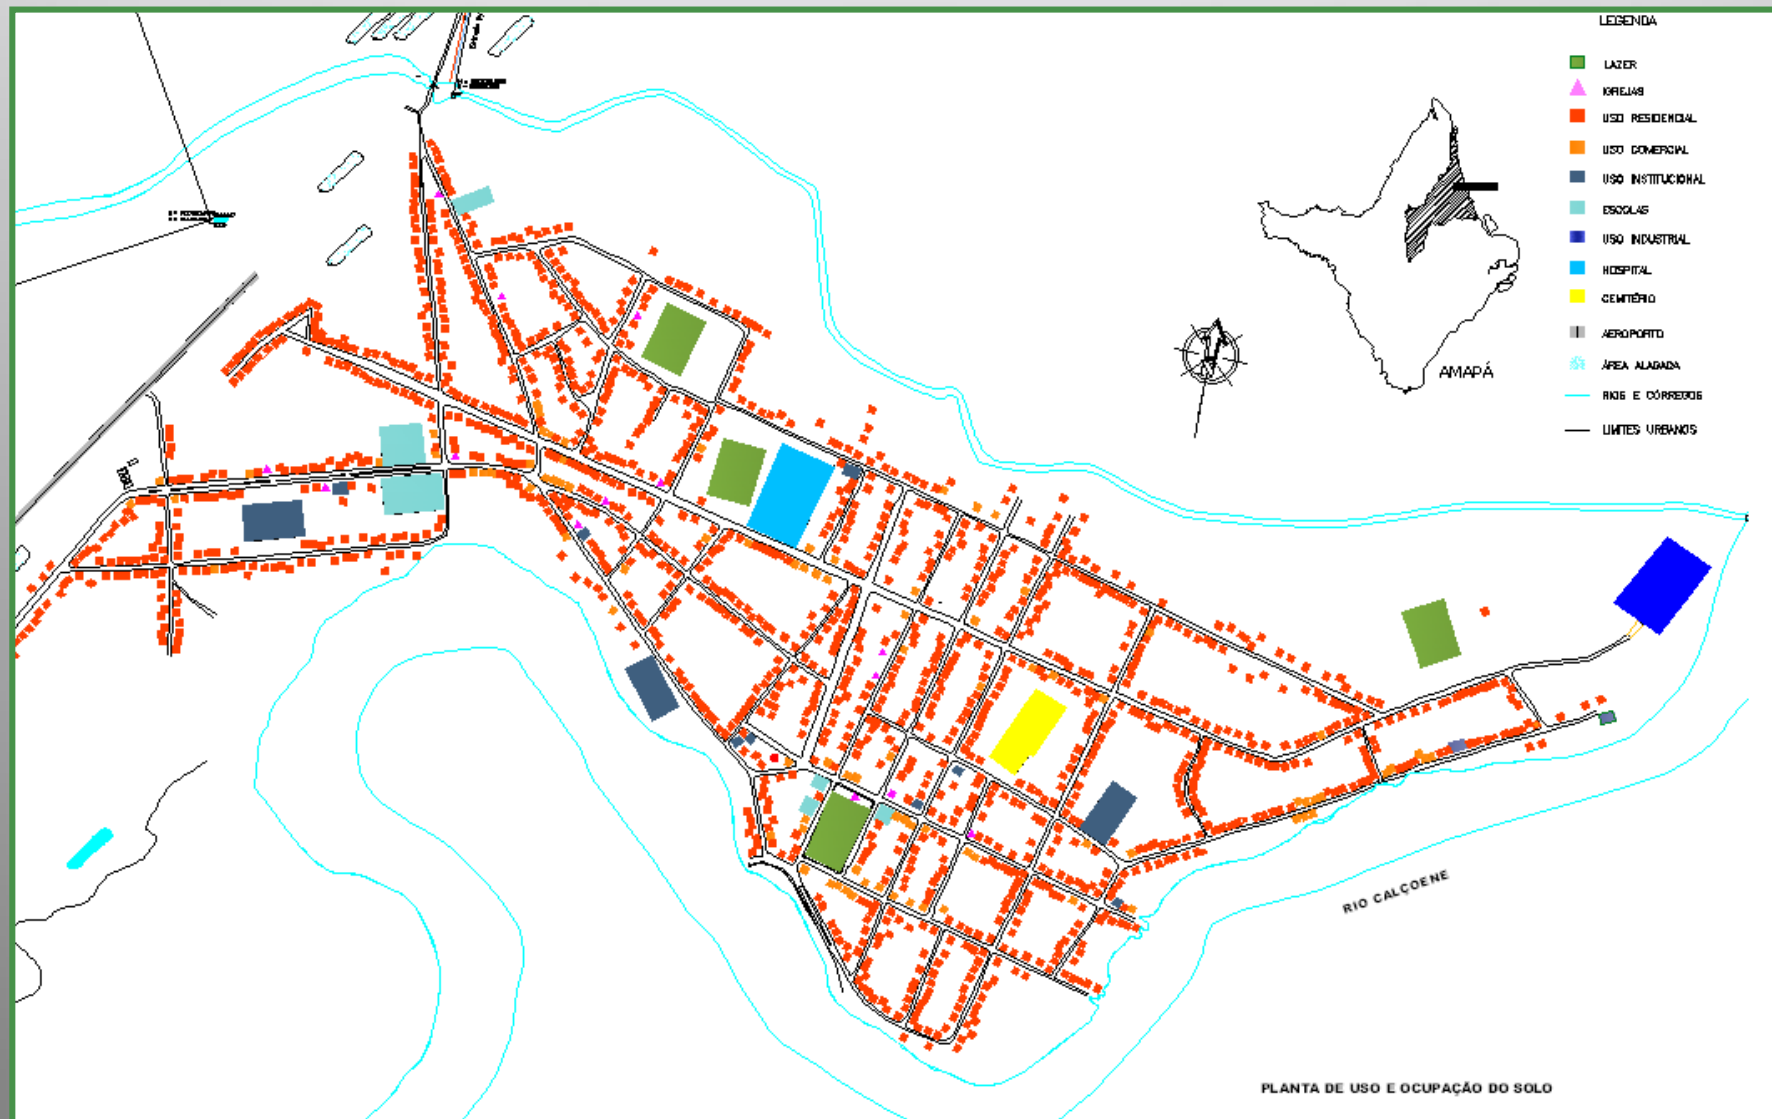 LEGENDA
LAZER
IGREJAS
USO RESIDENCIAL
USO COMERCIAL
USO INSTITUCIONAL
ESCOLAS
USO INDUSTRIAL
HOSPITAL
CEMITÉRIO
AEROPORTO
ÁREA ALAGADA
RIOS E CÓRREGOS
LIMITES URBANOS
AMAPÁ
RIO CALÇOENE
PLANTA DE USO E OCUPAÇÃO DO SOLO